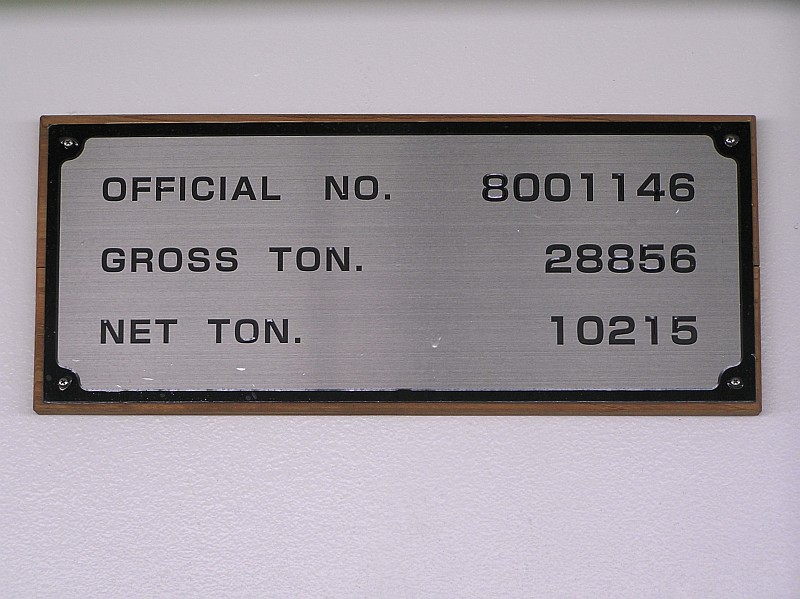 OFFICIAL NO. 8001146
GROSS TON. 28856
NET TON. 10215